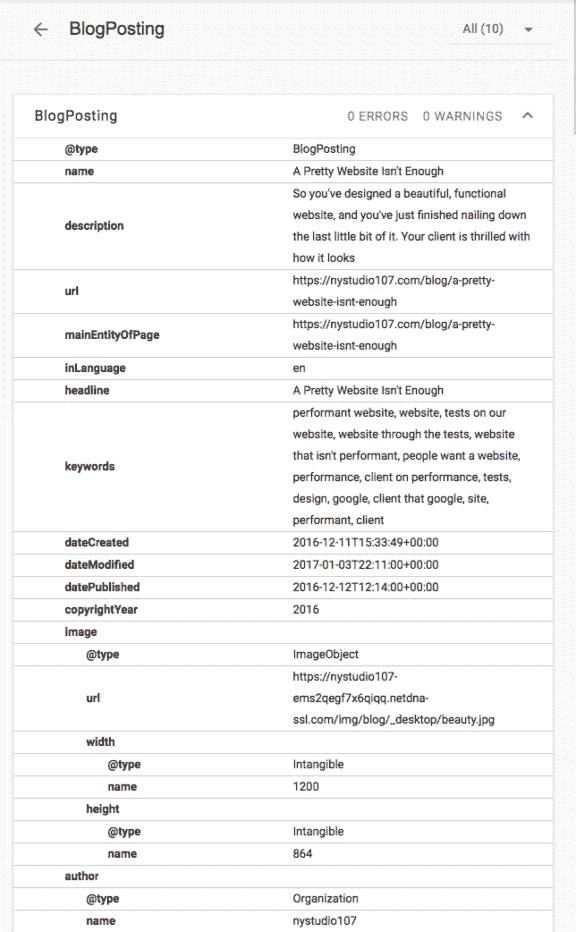 BlogPosting
All (10)
BlogPosting 0 ERRORS 0 WARNINGS
@type BlogPosting
name A Pretty Website Isn't Enough
description So you've designed a beautiful, functional
website, and you've just finished nailing down
the last little bit of it. Your client is thrilled with
how it looks
url https://nystudio107.com/blog/a-pretty-
website-isnt-enough
mainEntityOfPage https://nystudio107.com/blog/a-pretty-
website-isnt-enough
inLanguage en
headline A Pretty Website Isn't Enough
keywords performant website, website, tests on our
website, website through the tests, website
that isn't performant, people want a website,
performance, client on performance, tests,
design, google, client that google, site,
performant, client
dateCreated 2016-12-11T15:33:49+00:00
dateModified 2017-01-03T22:11:00+00:00
datePublished 2016-12-12T12:14:00+00:00
copyrightYear 2016
image
@type ImageObject
url https://nystudio107-
ems2qegf7x6qiqq.netdna-
ssl.com/img/blog/_desktop/beauty.jpg
width
@type Intangible
name 1200
height
@type Intangible
name 864
author
@type Organization
name nystudio107